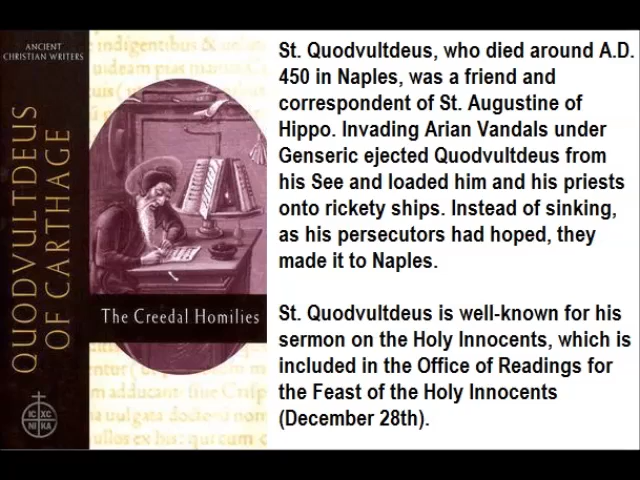 ANCIENT
CHRISTIAN WRITERS
QUODVULTDEUS
OF CARTHAGE
The Creedal Homilies
IC XC
NI KA
St. Quodvultdeus, who died around A.D.
450 in Naples, was a friend and
correspondent of St. Augustine of
Hippo. Invading Arian Vandals under
Genseric ejected Quodvultdeus from
his See and loaded him and his priests
onto rickety ships. Instead of sinking,
as his persecutors had hoped, they
made it to Naples.
St. Quodvultdeus is well-known for his
sermon on the Holy Innocents, which is
included in the Office of Readings for
the Feast of the Holy Innocents
(December 28th).